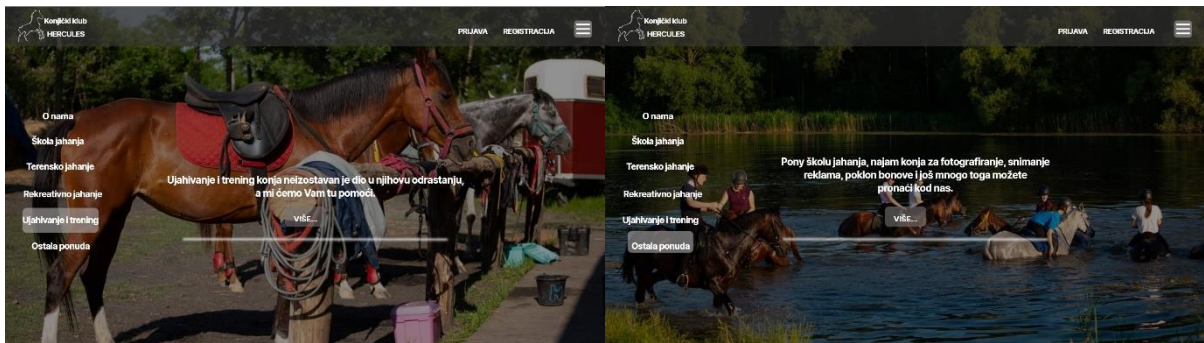 Konjički klub
HERCULES
PRIJAVA
REGISTRACIJA
O nama
Škola jahanja
Terensko jahanje
Rekreativno jahanje
Ujahivanje i trening
Ostala ponuda
Ujahivanje i trening konja neizostavan je dio u njihovu odrastanju,
a mi ćemo Vam tu pomoći.
VIŠE...
Konjički klub
HERCULES
PRIJAVA
REGISTRACIJA
O nama
Škola jahanja
Terensko jahanje
Rekreativno jahanje
Ujahivanje i trening
Ostala ponuda
Pony školu jahanja, najam konja za fotografiranje, snimanje
reklama, poklon bonove i još mnogo toga možete
pronaći kod nas.
VIŠE...